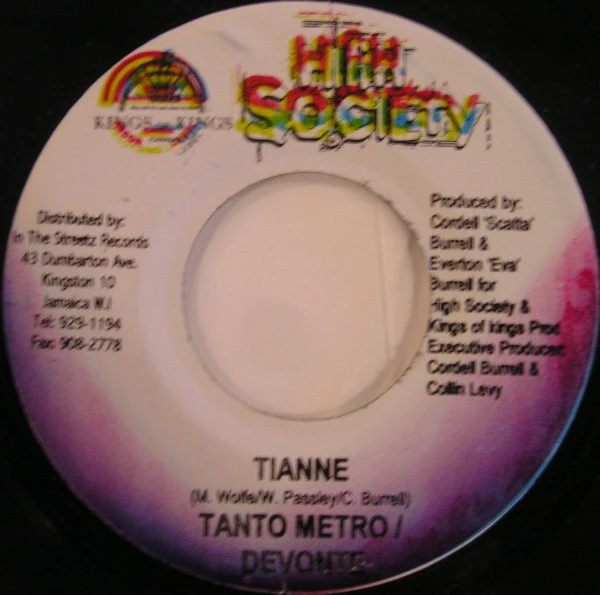 HIGH
SOCIETY
KINGS OF KINGS
Distributed by:
In The Streetz Records
43 Dumbarton Ave.
Kingston 10
Jamaica W.I
Tel: 929-1194
Fax: 908-2778
Produced by:
Cordell 'Scatta'
Burrell &
Everton 'Eva'
Burrell for
High Society &
Kings of kings Prod
Executive Producer:
Cordell Burrell &
Collin Levy
TIANNE
(M. Wolfe/W. Passley/C. Burrell)
TANTO METRO /
DEVONTE